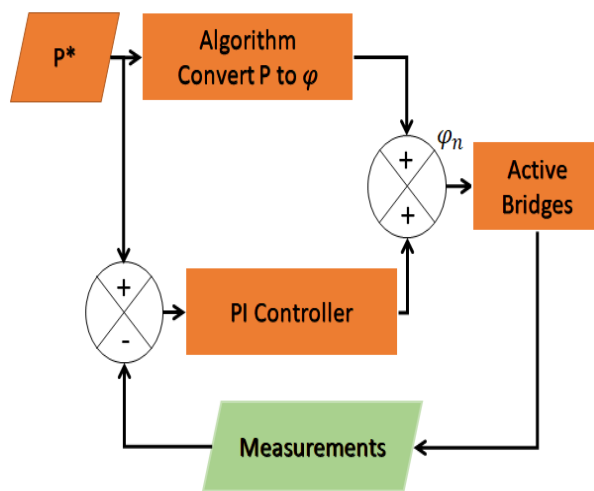 P*
Algorithm
Convert P to φ
+
+
φn
Active
Bridges
+
-
PI Controller
Measurements